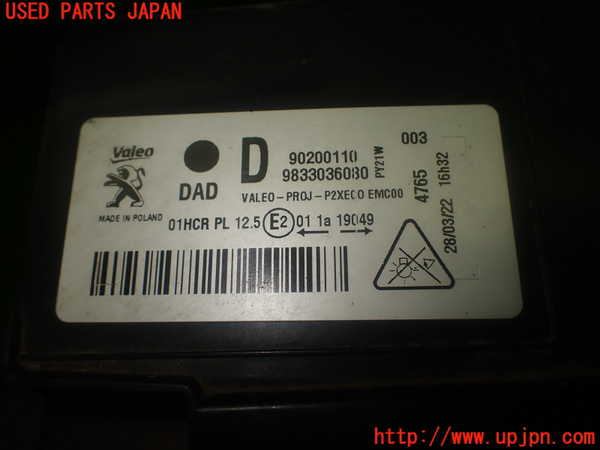 USED PARTS JAPAN
Valeo
MADE IN POLAND
DAD
D
90200110
9833036080
PY21W
003
VALEO-PROJ-P2XECO EMC00
01HCR PL 12.5 E2 01 1a 19049
4765
28/03/22 16h32
http://www.upjpn.com/